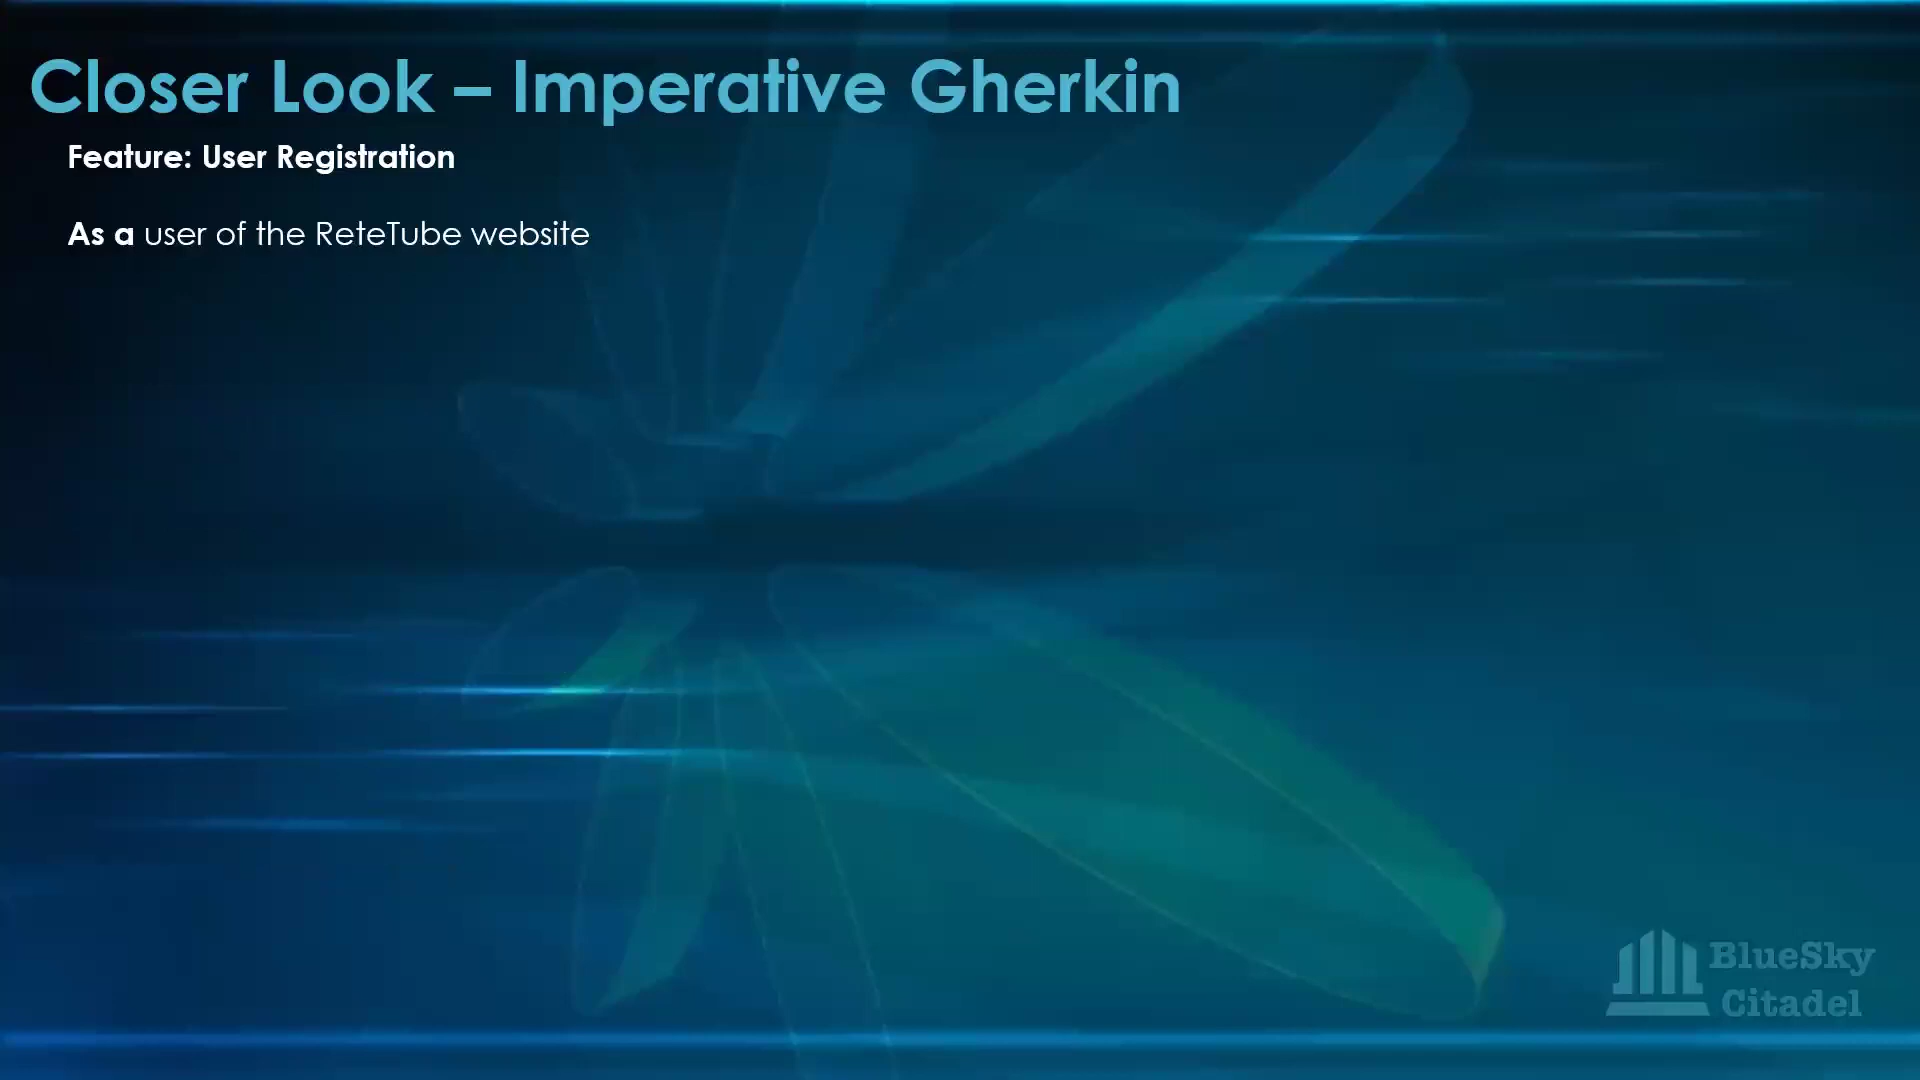 Closer Look – Imperative Gherkin
Feature: User Registration
As a user of the ReteTube website
BlueSky
Citadel